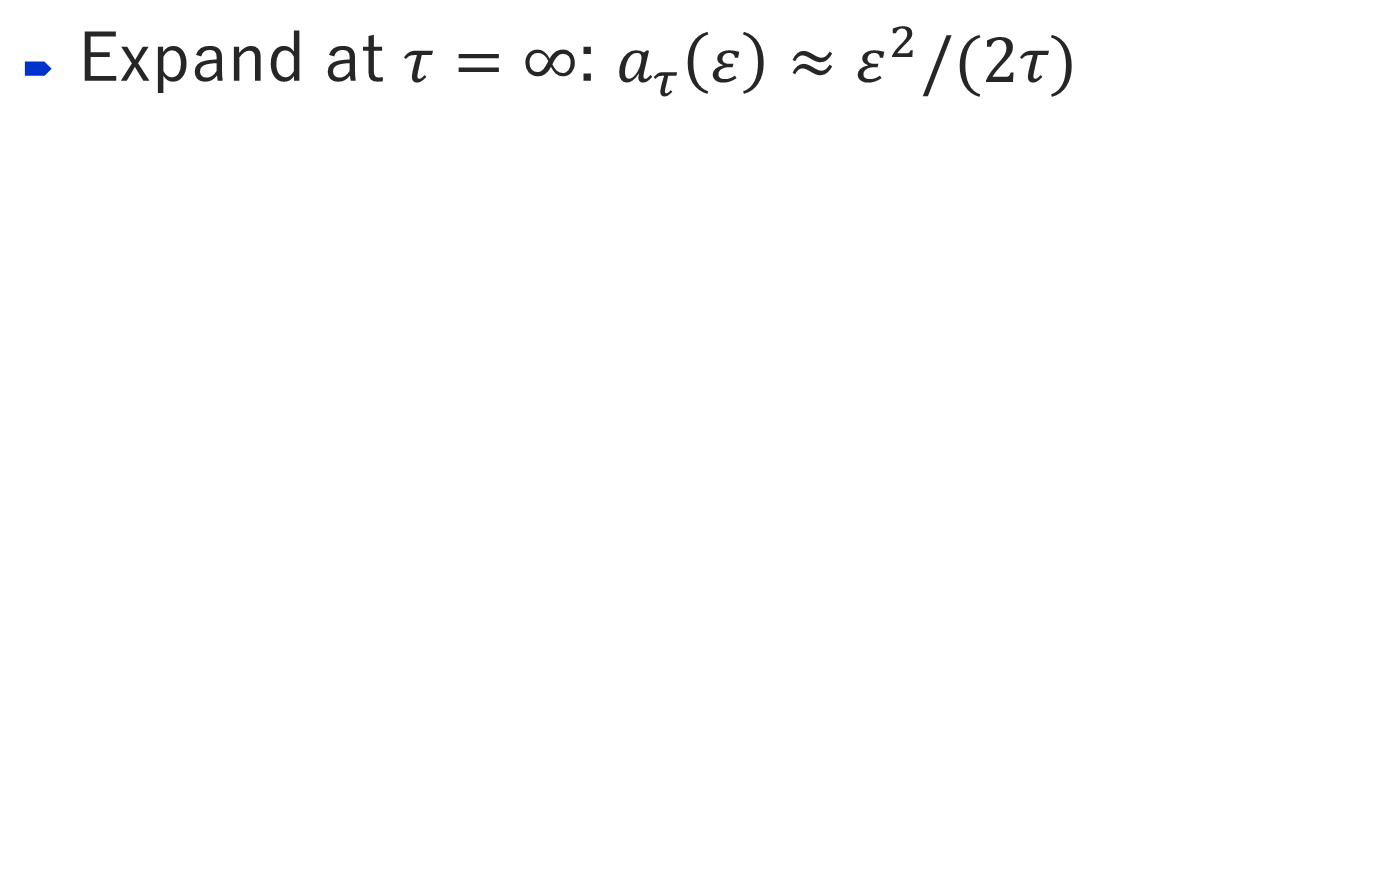 Expand at 𝜏 = ∞: 𝑎_𝜏(𝜀) ≈ 𝜀²/(2𝜏)